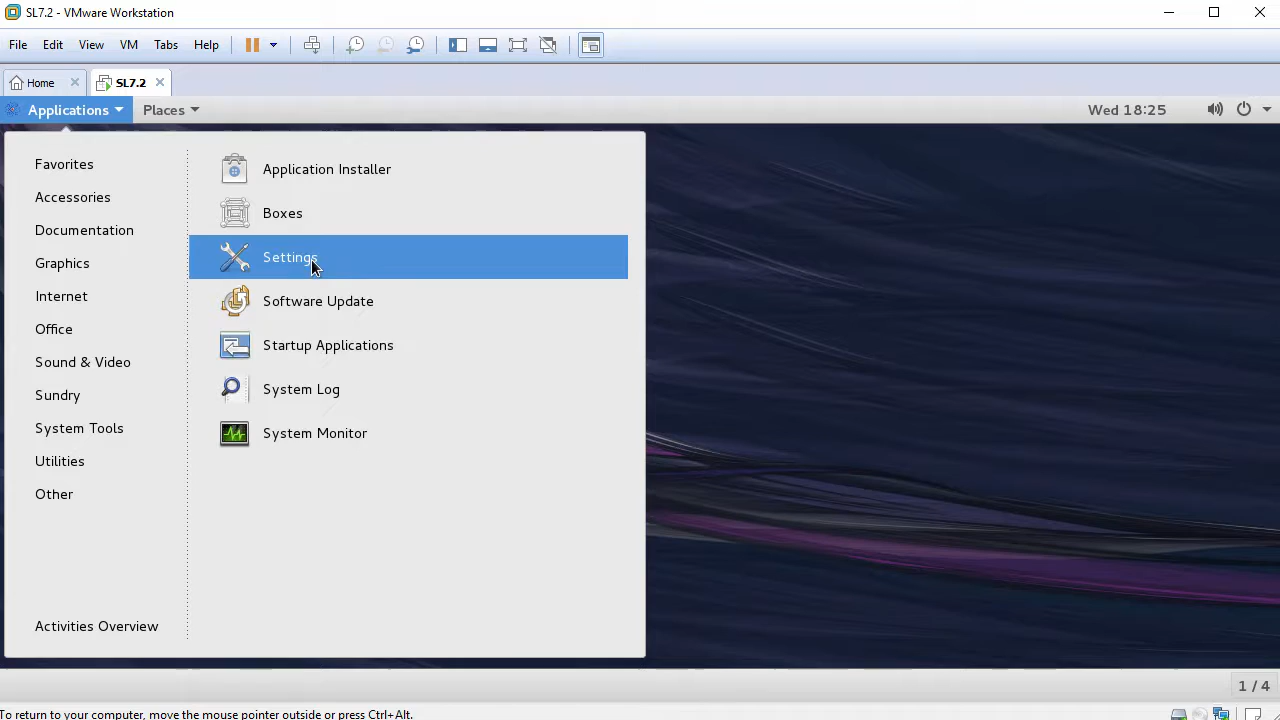 SL7.2 - VMware Workstation
File Edit View VM Tabs Help
Home SL7.2
Applications Places Wed 18:25
Favorites
Accessories
Documentation
Graphics
Internet
Office
Sound & Video
Sundry
System Tools
Utilities
Other
Activities Overview
Application Installer
Boxes
Settings
Software Update
Startup Applications
System Log
System Monitor
1 / 4
To return to your computer, move the mouse pointer outside or press Ctrl+Alt.